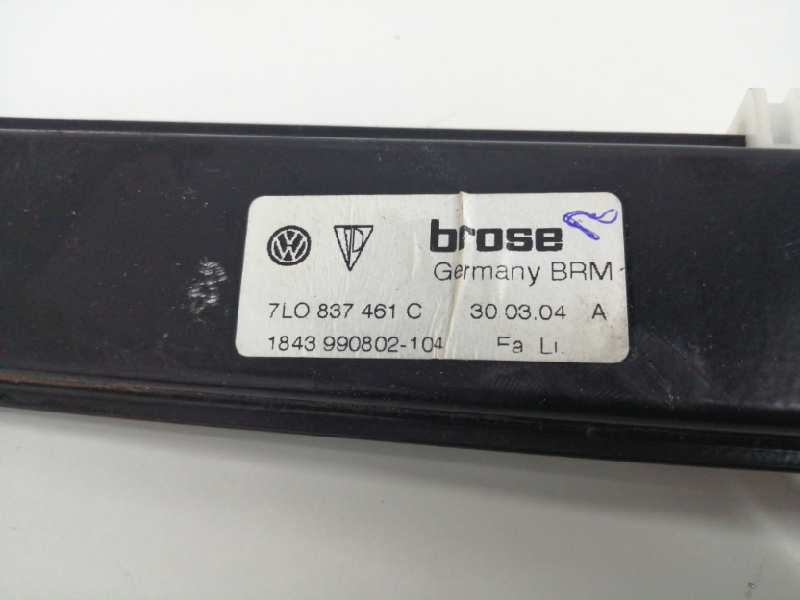 brose
Germany BRM
7L0 837 461 C 30.03.04 A
1843 990802-104 Fa Li.